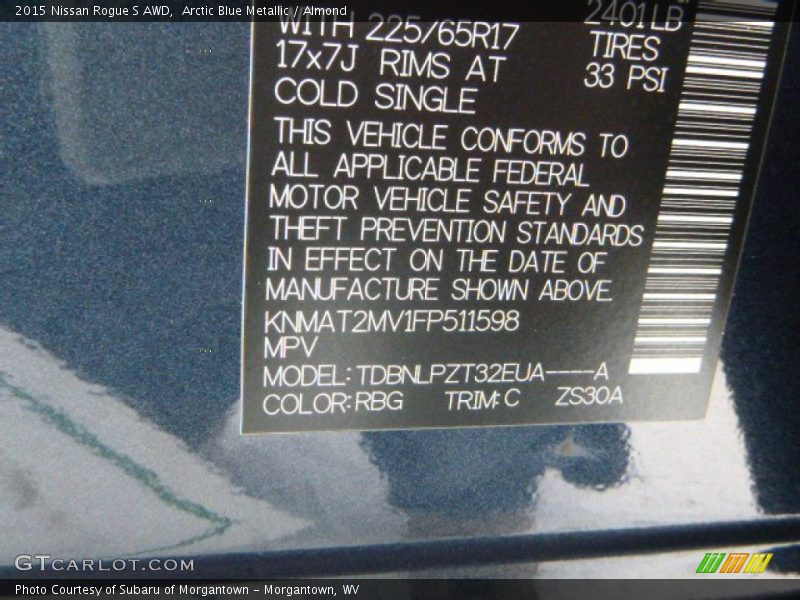 2015 Nissan Rogue S AWD, Arctic Blue Metallic / Almond
WITH 225/65R17 2401LB
17x7J RIMS AT TIRES
COLD SINGLE 33 PSI
THIS VEHICLE CONFORMS TO
ALL APPLICABLE FEDERAL
MOTOR VEHICLE SAFETY AND
THEFT PREVENTION STANDARDS
IN EFFECT ON THE DATE OF
MANUFACTURE SHOWN ABOVE.
KNMAT2MV1FP511598
MPV
MODEL: TDBNLPZT32EUA----A
COLOR: RBG TRIM: C ZS30A
GTCARLOT.COM
Photo Courtesy of Subaru of Morgantown - Morgantown, WV